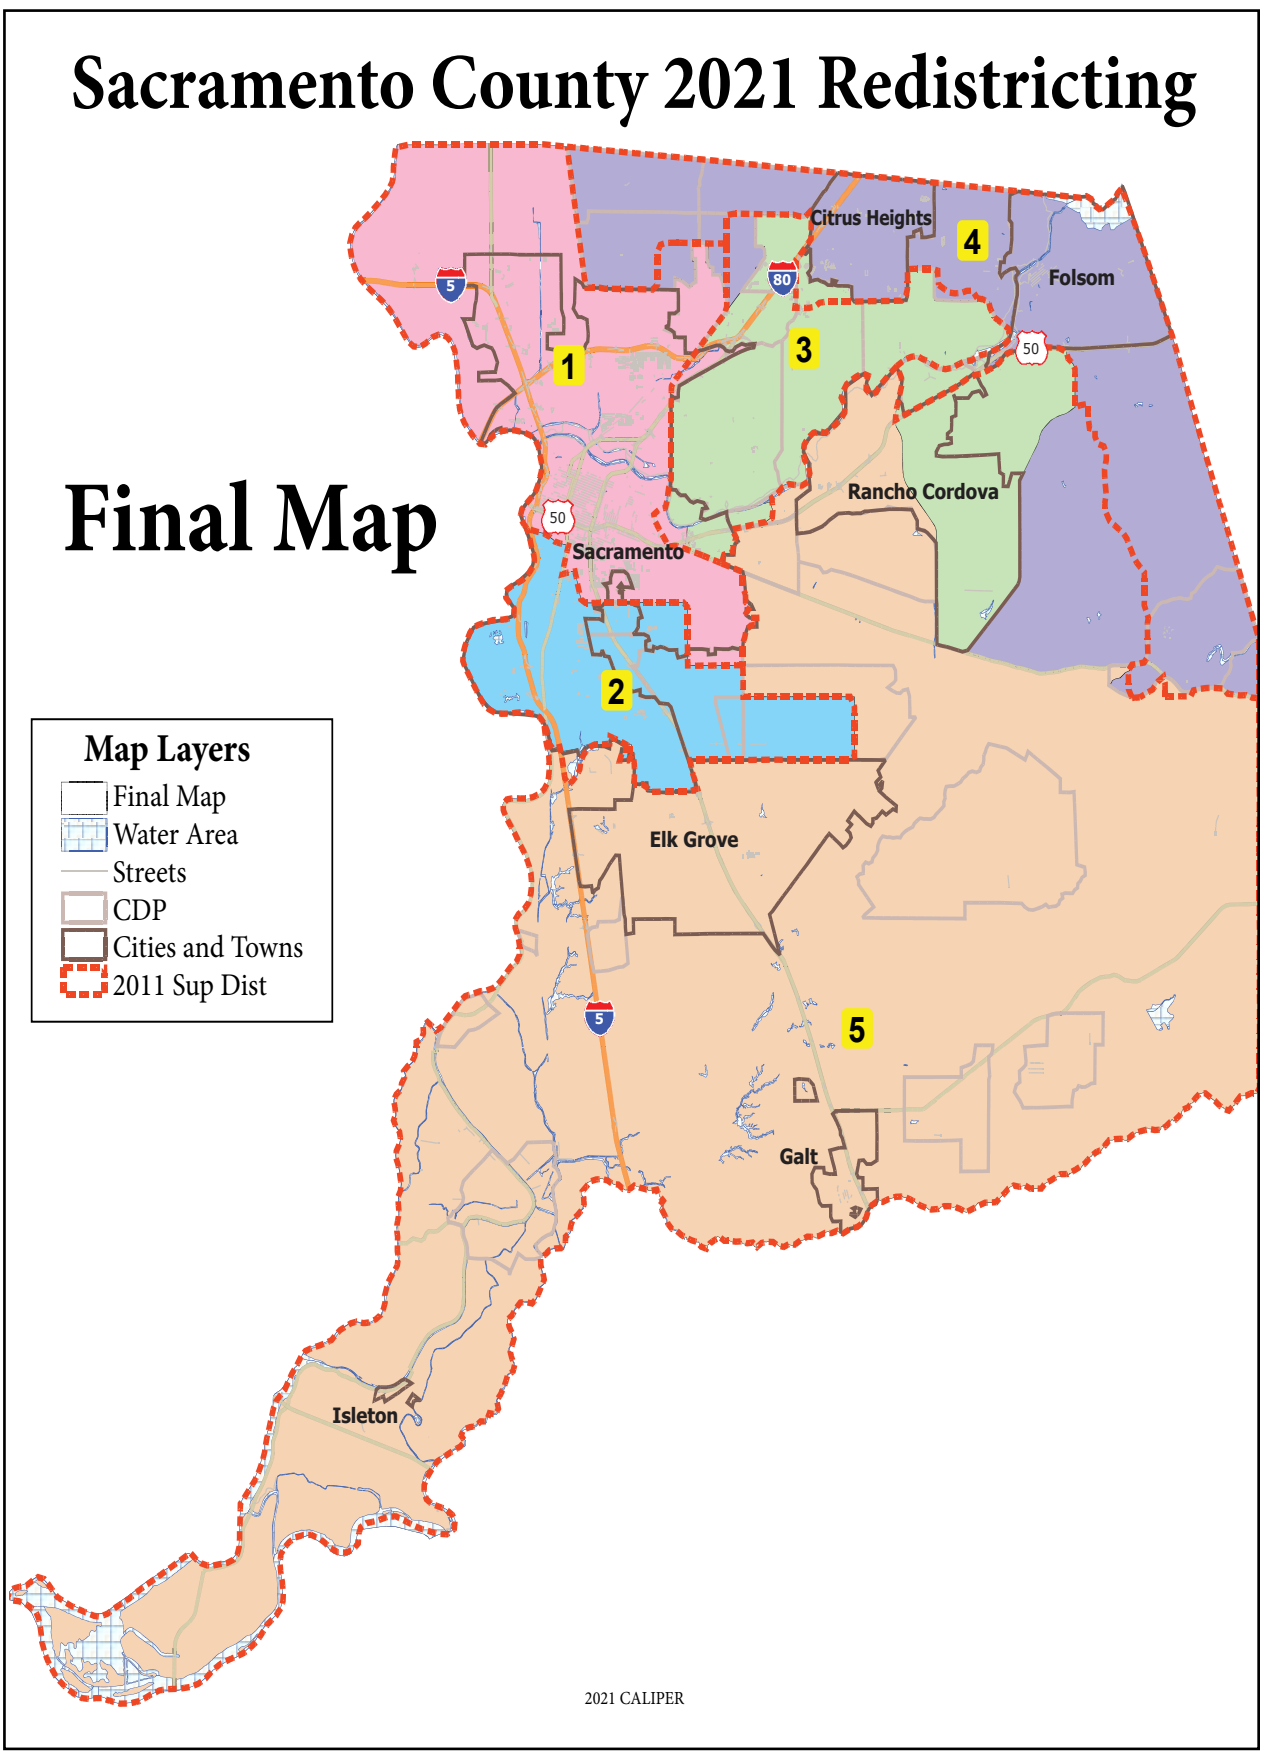 Sacramento County 2021 Redistricting
Citrus Heights
4
Folsom
5
80
3
50
1
Final Map
Rancho Cordova
50
Sacramento
2
Map Layers
Final Map
Water Area
Streets
CDP
Cities and Towns
2011 Sup Dist
Elk Grove
5
5
Galt
Isleton
2021 CALIPER